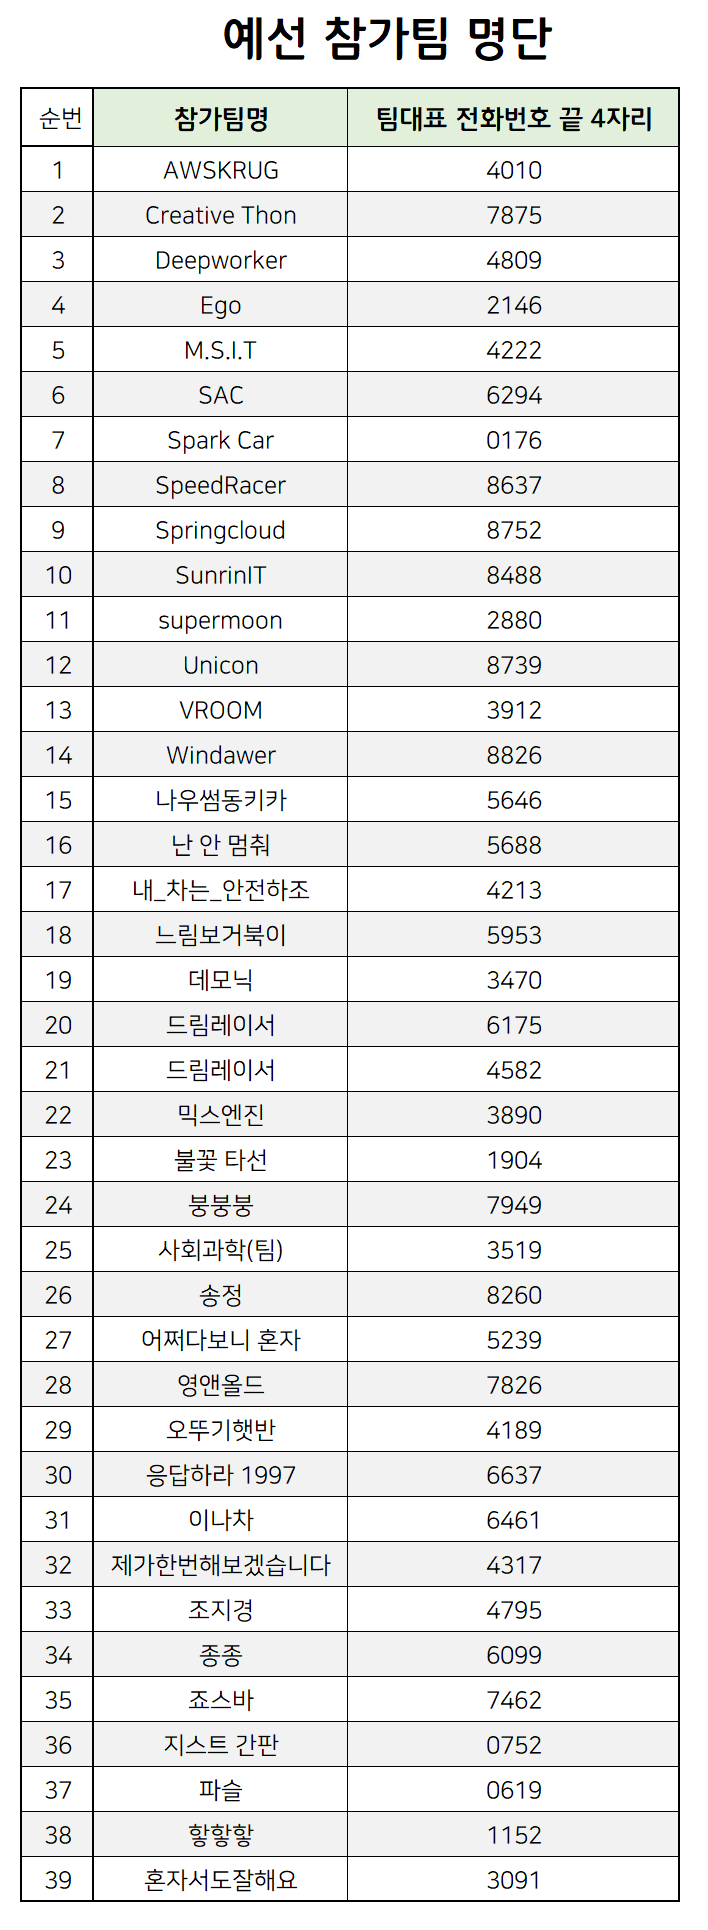 예선 참가팀 명단
순번 참가팀명 팀대표 전화번호 끝 4자리
1 AWSKRUG 4010
2 Creative Thon 7875
3 Deepworker 4809
4 Ego 2146
5 M.S.I.T 4222
6 SAC 6294
7 Spark Car 0176
8 SpeedRacer 8637
9 Springcloud 8752
10 SunrinIT 8488
11 supermoon 2880
12 Unicon 8739
13 VROOM 3912
14 Windawer 8826
15 나우썸동키카 5646
16 난 안 멈춰 5688
17 내_차는_안전하조 4213
18 느림보거북이 5953
19 데모닉 3470
20 드림레이서 6175
21 드림레이서 4582
22 믹스엔진 3890
23 불꽃 타선 1904
24 붕붕붕 7949
25 사회과학(팀) 3519
26 송정 8260
27 어쩌다보니 혼자 5239
28 영앤올드 7826
29 오뚜기햇반 4189
30 응답하라 1997 6637
31 이나차 6461
32 제가한번해보겠습니다 4317
33 조지경 4795
34 종종 6099
35 죠스바 7462
36 지스트 간판 0752
37 파슬 0619
38 핳핳핳 1152
39 혼자서도잘해요 3091